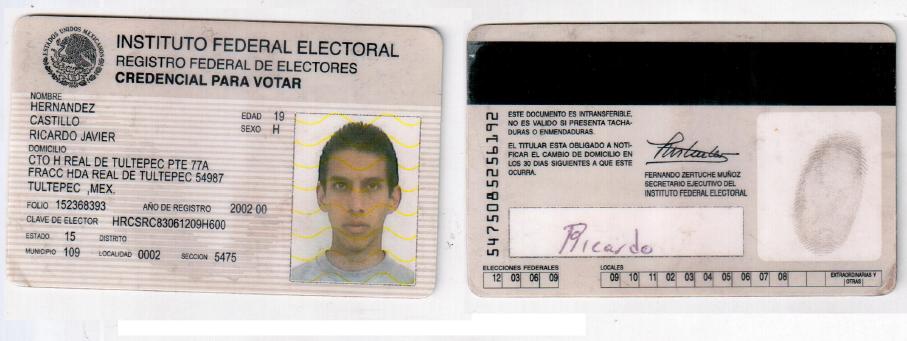 ESTADOS UNIDOS MEXICANOS
INSTITUTO FEDERAL ELECTORAL
REGISTRO FEDERAL DE ELECTORES
CREDENCIAL PARA VOTAR
NOMBRE
HERNANDEZ
CASTILLO
RICARDO JAVIER
EDAD 19
SEXO H
DOMICILIO
CTO H REAL DE TULTEPEC PTE 77A
FRACC HDA REAL DE TULTEPEC 54987
TULTEPEC ,MEX.
FOLIO 152368393 AÑO DE REGISTRO 2002 00
CLAVE DE ELECTOR HRCSRC83061209H600
ESTADO 15 DISTRITO
MUNICIPIO 109 LOCALIDAD 0002 SECCION 5475
5475085256192
ESTE DOCUMENTO ES INTRANSFERIBLE,
NO ES VALIDO SI PRESENTA TACHA-
DURAS O ENMENDADURAS.
EL TITULAR ESTA OBLIGADO A NOTI-
FICAR EL CAMBIO DE DOMICILIO EN
LOS 30 DIAS SIGUIENTES A QUE ESTE
OCURRA.
FERNANDO ZERTUCHE MUÑOZ
SECRETARIO EJECUTIVO DEL
INSTITUTO FEDERAL ELECTORAL
Ricardo
ELECCIONES FEDERALES
12 03 06 09
LOCALES
09 10 11 02 03 04 05 06 07 08
EXTRAORDINARIAS Y
OTRAS